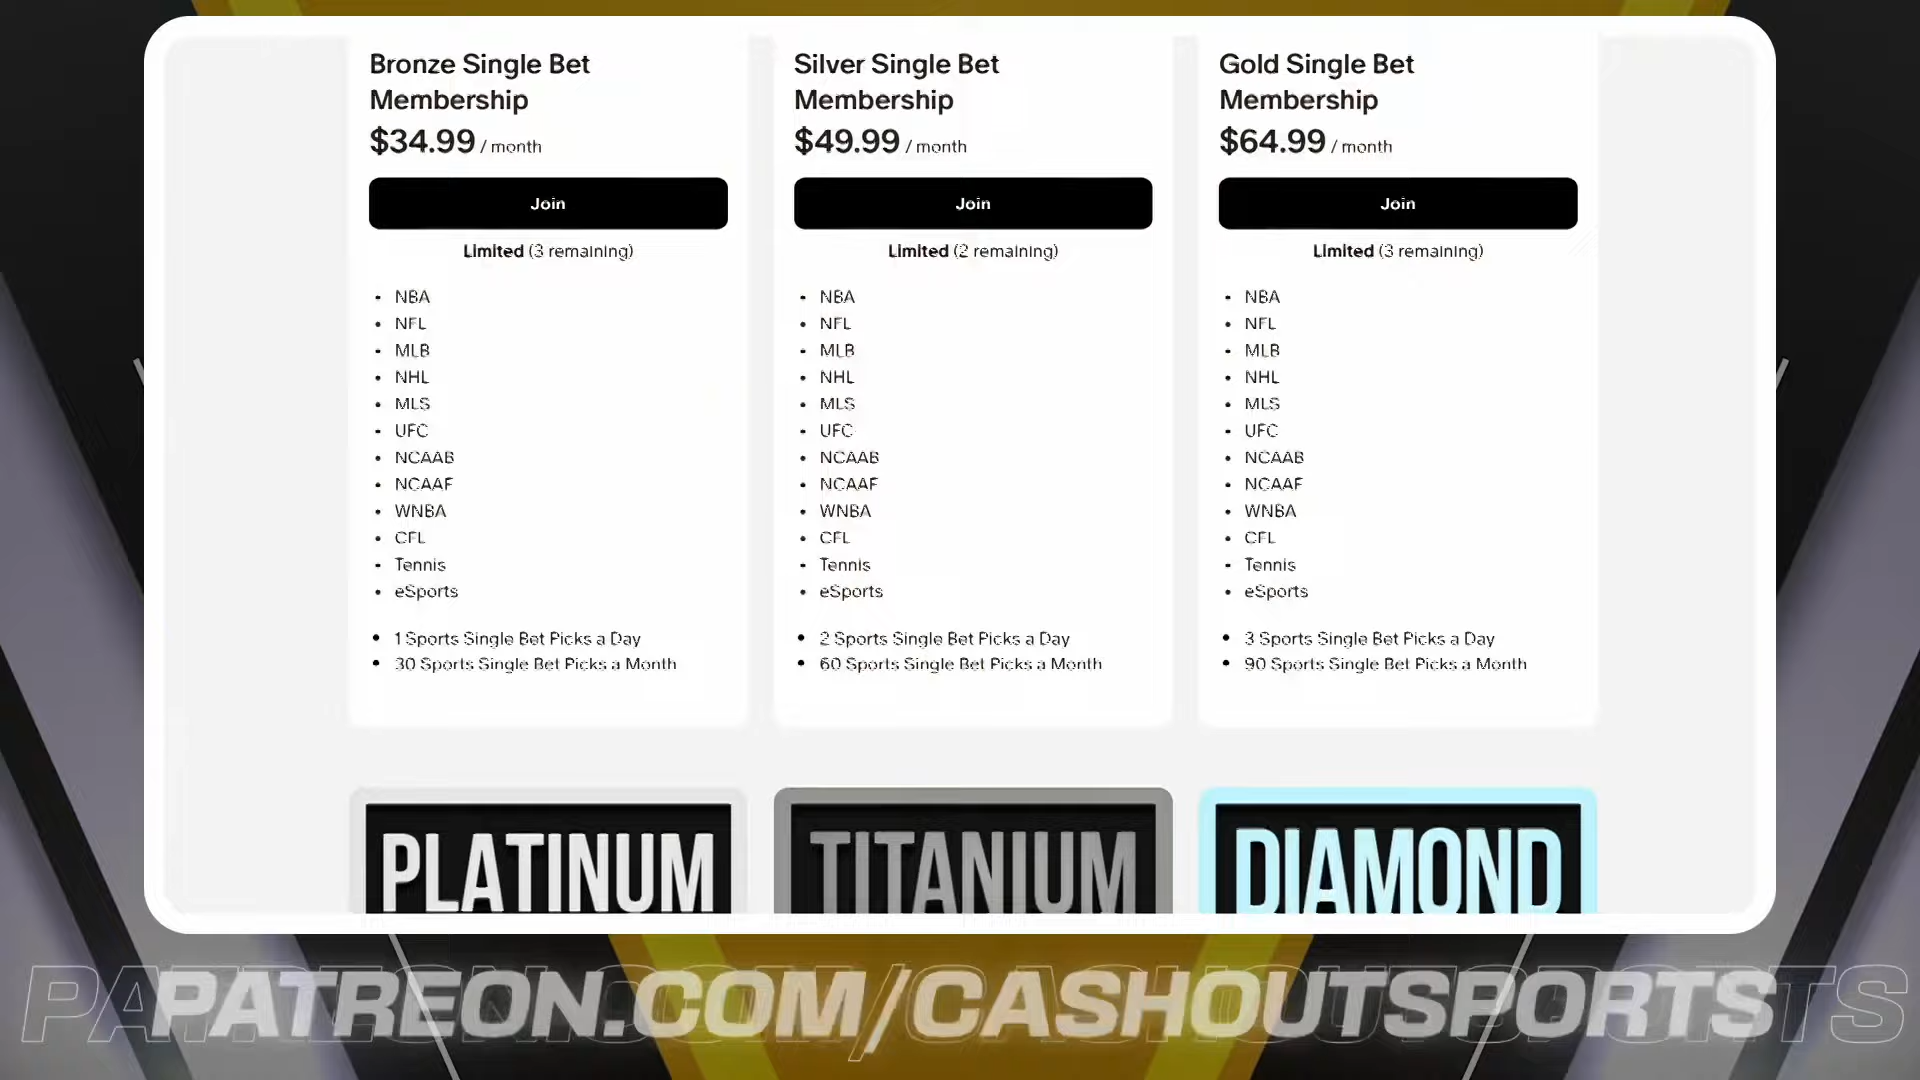 Bronze Single Bet
Membership
$34.99 / month
Join
Limited (3 remaining)
• NBA
• NFL
• MLB
• NHL
• MLS
• UFC
• NCAAB
• NCAAF
• WNBA
• CFL
• Tennis
• eSports
• 1 Sports Single Bet Picks a Day
• 30 Sports Single Bet Picks a Month
Silver Single Bet
Membership
$49.99 / month
Join
Limited (2 remaining)
• NBA
• NFL
• MLB
• NHL
• MLS
• UFC
• NCAAB
• NCAAF
• WNBA
• CFL
• Tennis
• eSports
• 2 Sports Single Bet Picks a Day
• 60 Sports Single Bet Picks a Month
Gold Single Bet
Membership
$64.99 / month
Join
Limited (3 remaining)
• NBA
• NFL
• MLB
• NHL
• MLS
• UFC
• NCAAB
• NCAAF
• WNBA
• CFL
• Tennis
• eSports
• 3 Sports Single Bet Picks a Day
• 90 Sports Single Bet Picks a Month
PLATINUM
TITANIUM
DIAMOND
PATREON.COM/CASHOUTSPORTS